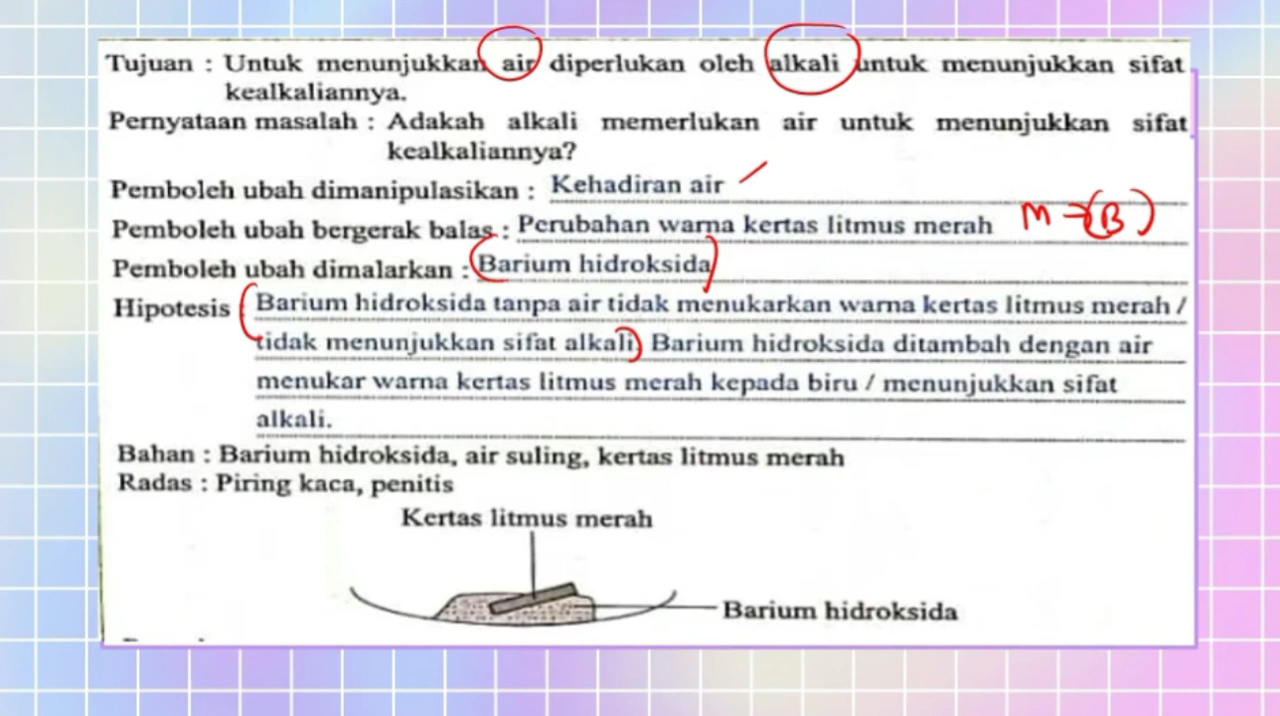 Tujuan : Untuk menunjukkan air diperlukan oleh alkali untuk menunjukkan sifat
kealkaliannya.
Pernyataan masalah : Adakah alkali memerlukan air untuk menunjukkan sifat
kealkaliannya?
Pemboleh ubah dimanipulasikan : Kehadiran air
Pemboleh ubah bergerak balas : Perubahan warna kertas litmus merah M → (B)
Pemboleh ubah dimalarkan : Barium hidroksida
Hipotesis : Barium hidroksida tanpa air tidak menukarkan warna kertas litmus merah /
tidak menunjukkan sifat alkali. Barium hidroksida ditambah dengan air
menukar warna kertas litmus merah kepada biru / menunjukkan sifat
alkali.
Bahan : Barium hidroksida, air suling, kertas litmus merah
Radas : Piring kaca, penitis
Kertas litmus merah
Barium hidroksida